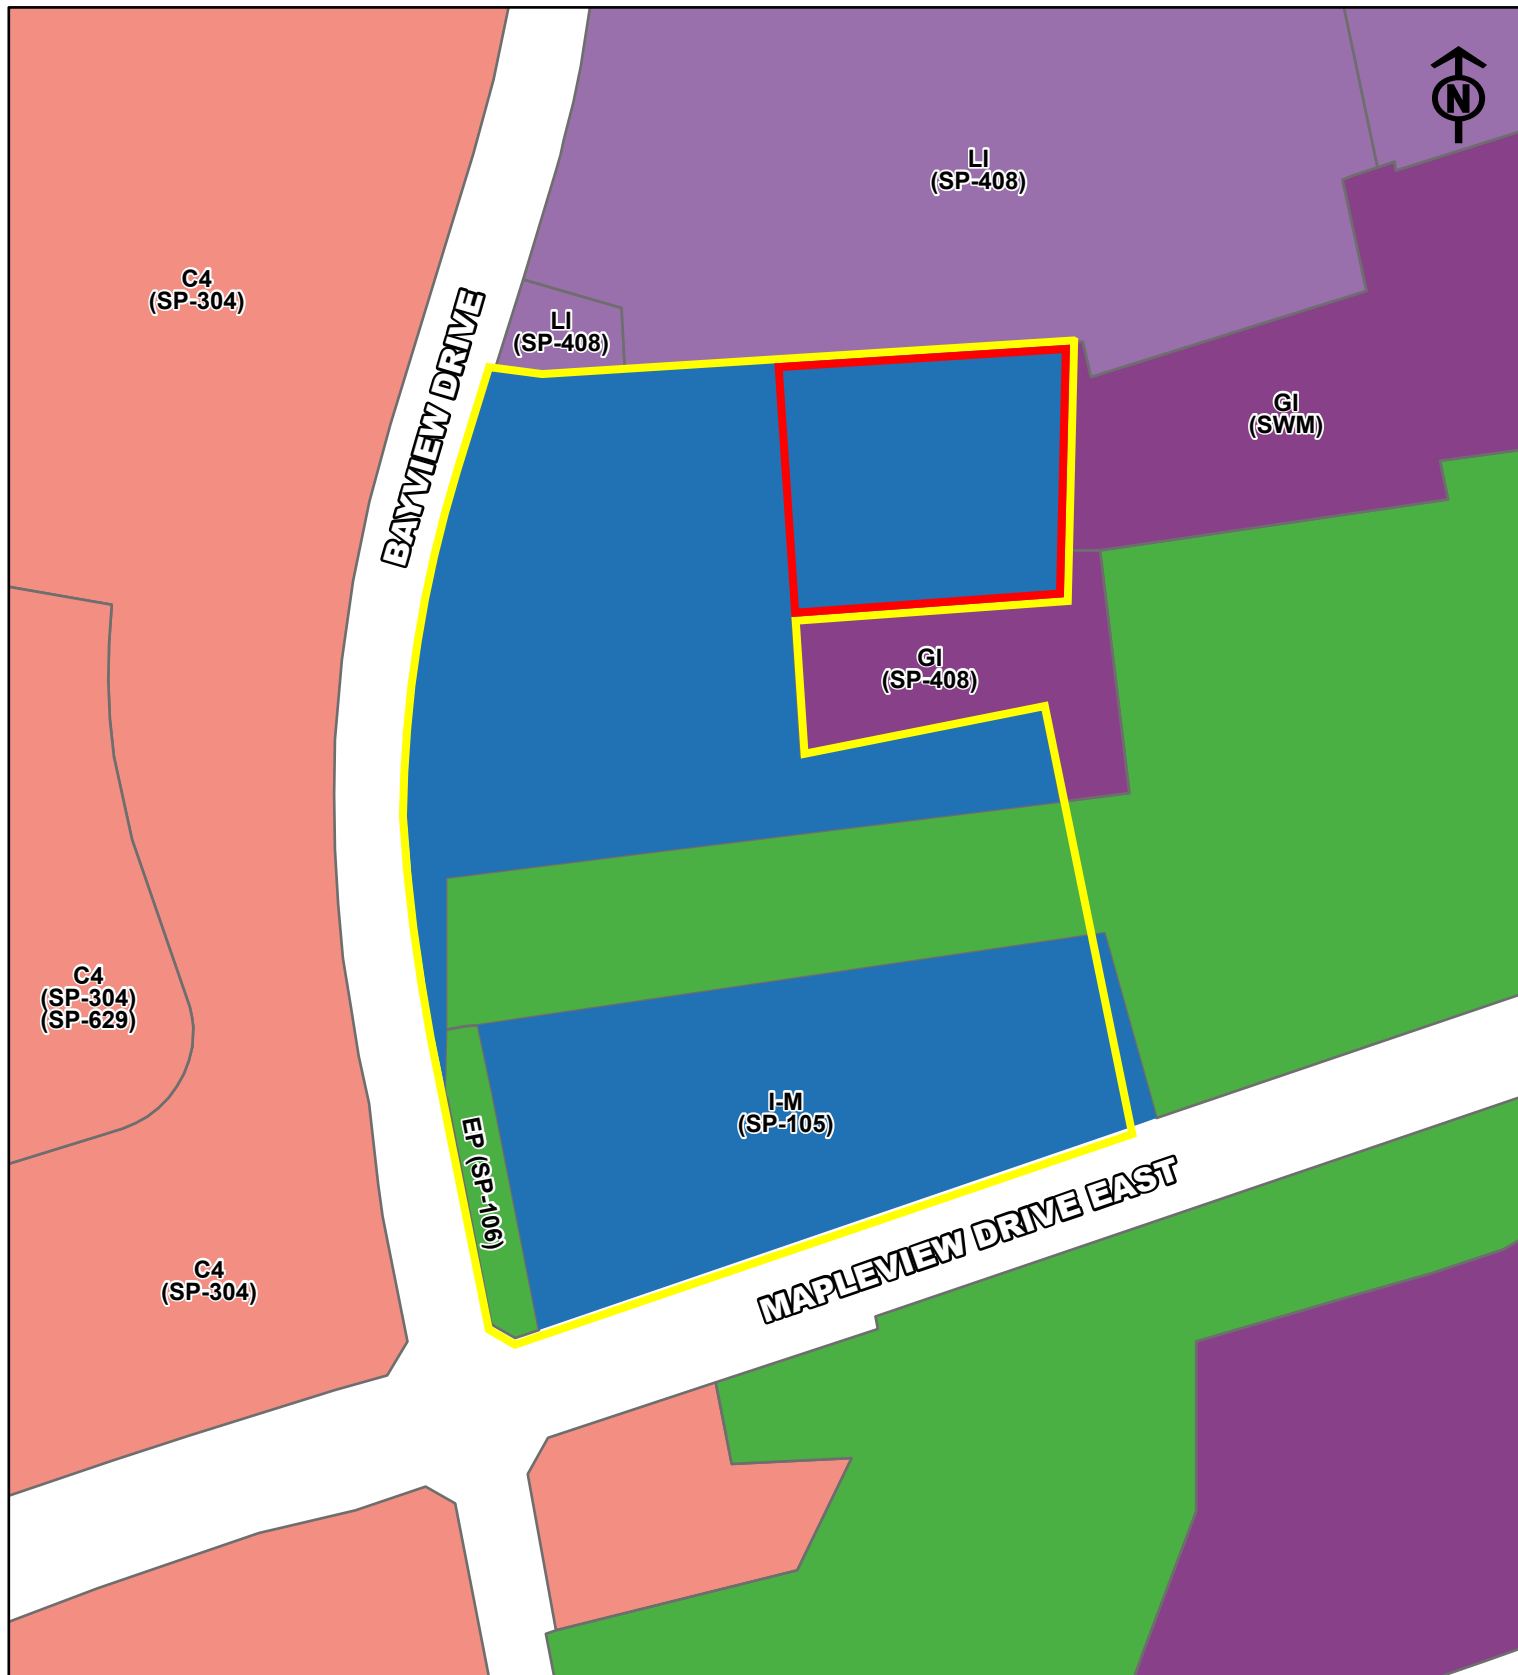 N
LI
(SP-408)
C4
(SP-304)
LI
(SP-408)
BAYVIEW DRIVE
GI
(SWM)
GI
(SP-408)
C4
(SP-304)
(SP-629)
I-M
(SP-105)
EP (SP-106)
MAPLEVIEW DRIVE EAST
C4
(SP-304)